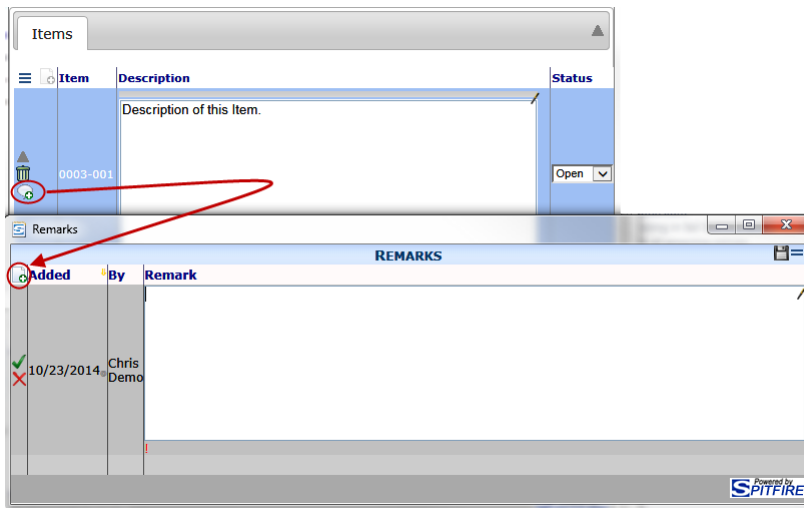 Items
Item Description Status
Description of this Item.
0003-001 Open
Remarks
REMARKS
Added By Remark
10/23/2014 Chris Demo
!
Powered by
SPITFIRE